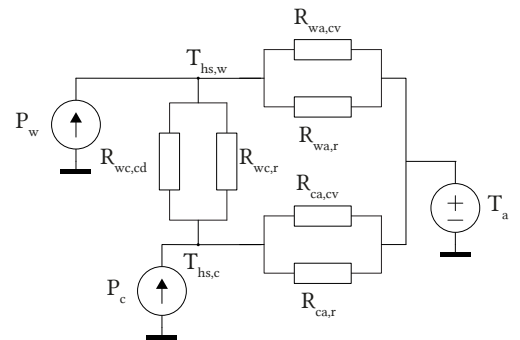 R_wa,cv
T_hs,w
P_w
R_wa,r
R_wc,cd
R_wc,r
R_ca,cv
T_a
T_hs,c
P_c
R_ca,r